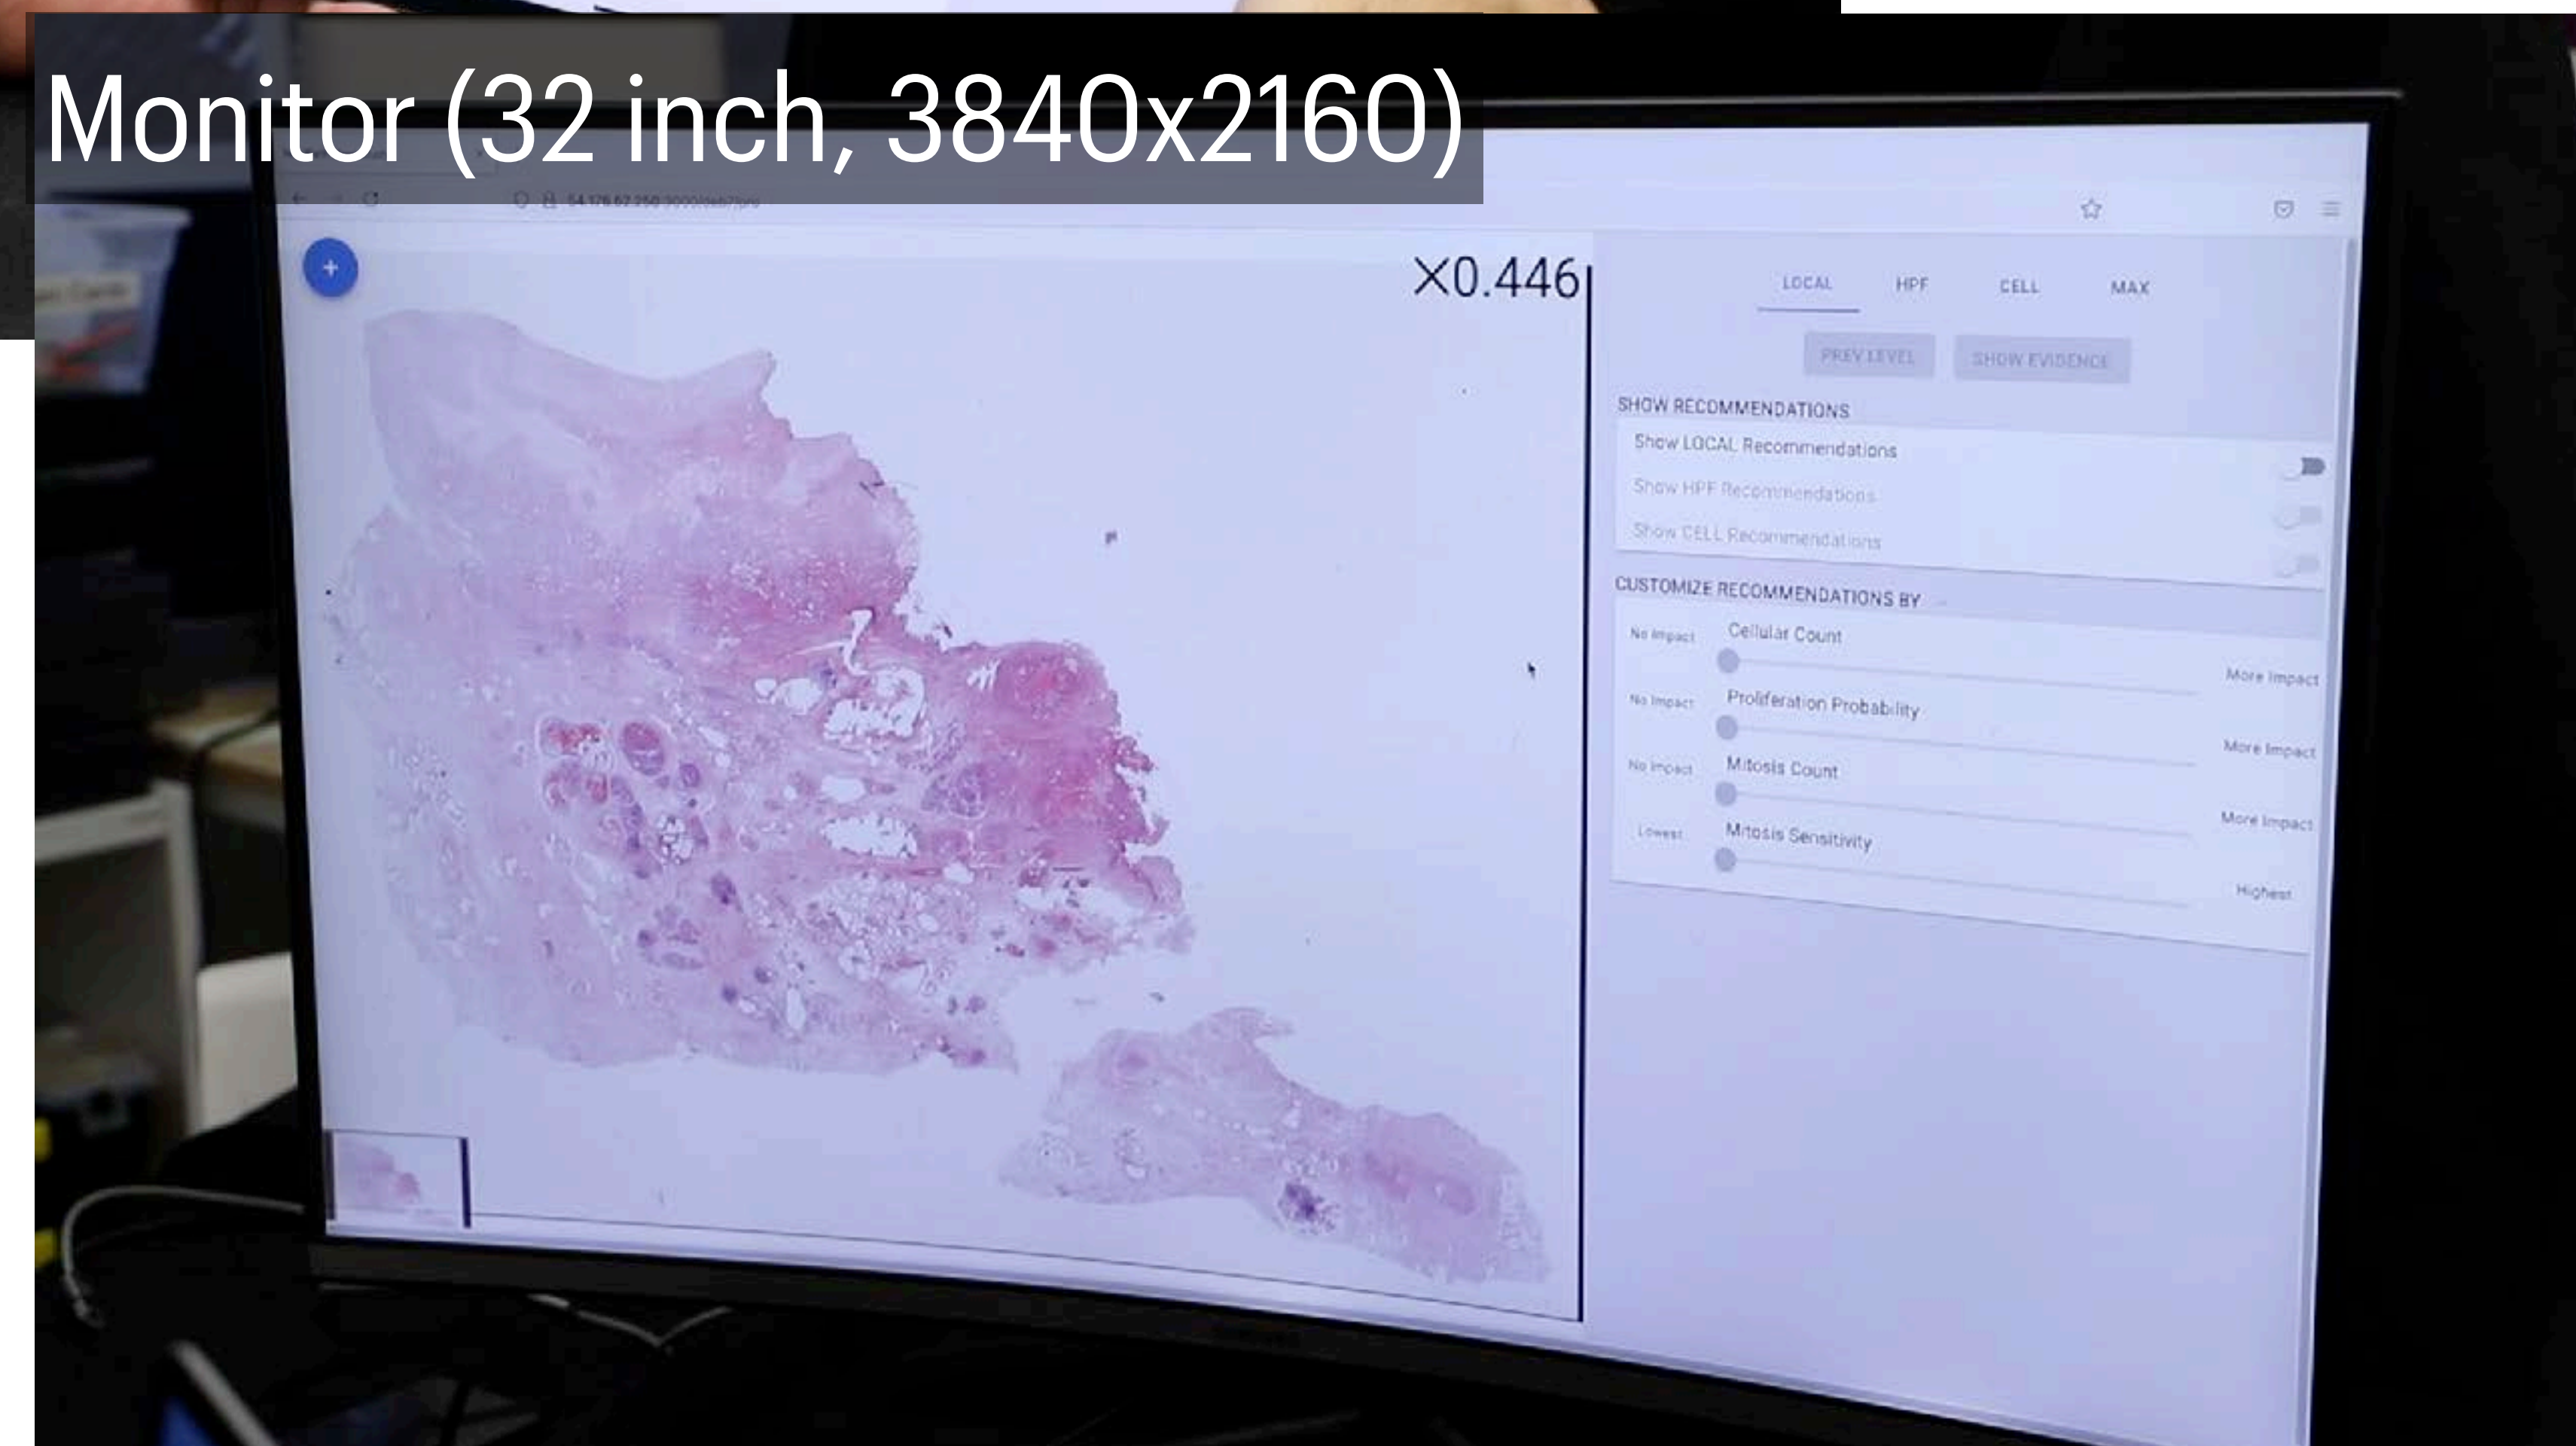 Monitor (32 inch, 3840x2160)
+
X0.446
LOCAL HPF CELL MAX
PREV LEVEL SHOW EVIDENCE
SHOW RECOMMENDATIONS
Show LOCAL Recommendations
Show HPF Recommendations
Show CELL Recommendations
CUSTOMIZE RECOMMENDATIONS BY
No Impact Cellular Count More Impact
No Impact Proliferation Probability More Impact
No Impact Mitosis Count More Impact
Lowest Mitosis Sensitivity Highest